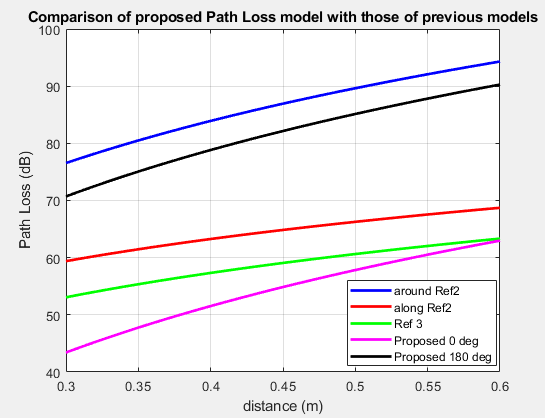 Comparison of proposed Path Loss model with those of previous models
100
90
80
70
60
50
40
Path Loss (dB)
0.3
0.35
0.4
0.45
0.5
0.55
0.6
distance (m)
around Ref2
along Ref2
Ref 3
Proposed 0 deg
Proposed 180 deg